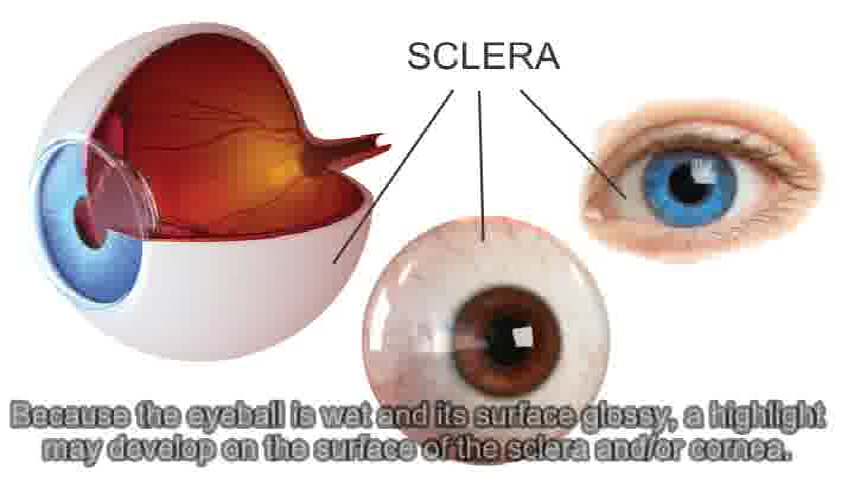 SCLERA
Because the eyeball is wet and its surface glossy, a highlight
may develop on the surface of the sclera and/or cornea.